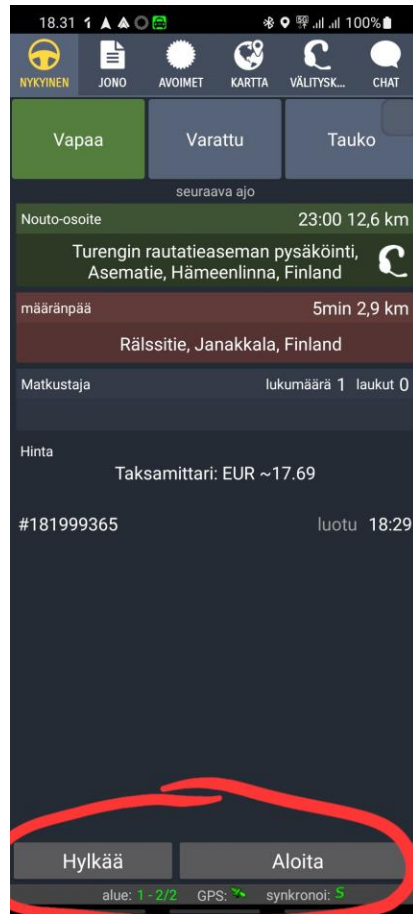 18.31 1 100%
NYKYINEN JONO AVOIMET KARTTA VÄLITYSK... CHAT
Vapaa Varattu Tauko
seuraava ajo
Nouto-osoite 23:00 12,6 km
Turengin rautatieaseman pysäköinti,
Asematie, Hämeenlinna, Finland
määränpää 5min 2,9 km
Rälssitie, Janakkala, Finland
Matkustaja lukumäärä 1 laukut 0
Hinta
Taksamittari: EUR ~17.69
#181999365 luotu 18:29
Hylkää Aloita
alue: 1 - 2/2 GPS: synkronoi: S